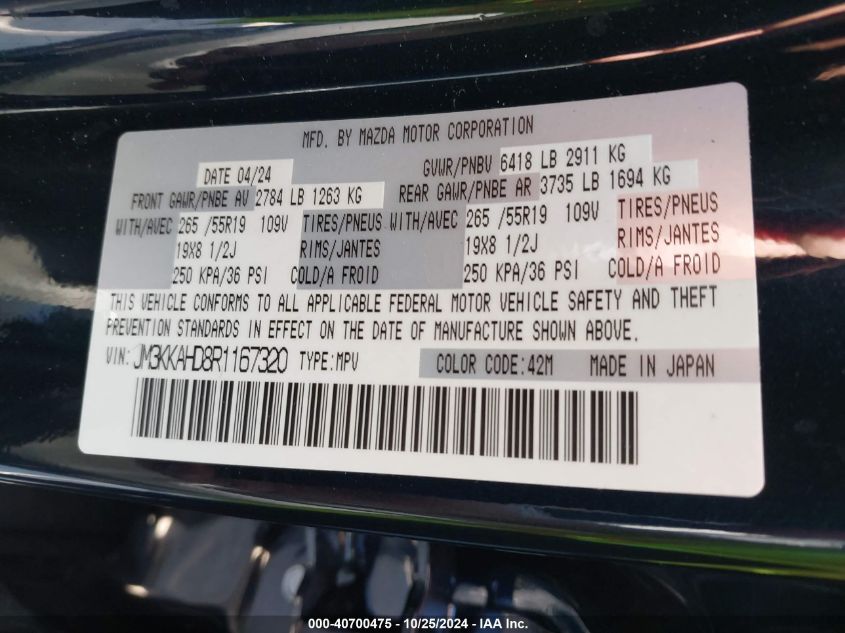 MFD. BY MAZDA MOTOR CORPORATION
DATE 04/24 GVWR/PNBV 6418 LB 2911 KG
FRONT GAWR/PNBE AV 2784 LB 1263 KG REAR GAWR/PNBE AR 3735 LB 1694 KG
WITH/AVEC 265 /55R19 109V TIRES/PNEUS WITH/AVEC 265 /55R19 109V TIRES/PNEUS
19X8 1/2J RIMS/JANTES 19X8 1/2J RIMS/JANTES
250 KPA/36 PSI COLD/A FROID 250 KPA/36 PSI COLD/A FROID
THIS VEHICLE CONFORMS TO ALL APPLICABLE FEDERAL MOTOR VEHICLE SAFETY AND THEFT
PREVENTION STANDARDS IN EFFECT ON THE DATE OF MANUFACTURE SHOWN ABOVE.
VIN: JM3KKAHD8R1167320 TYPE:MPV COLOR CODE:42M MADE IN JAPAN
000-40700475 - 10/25/2024 - IAA Inc.